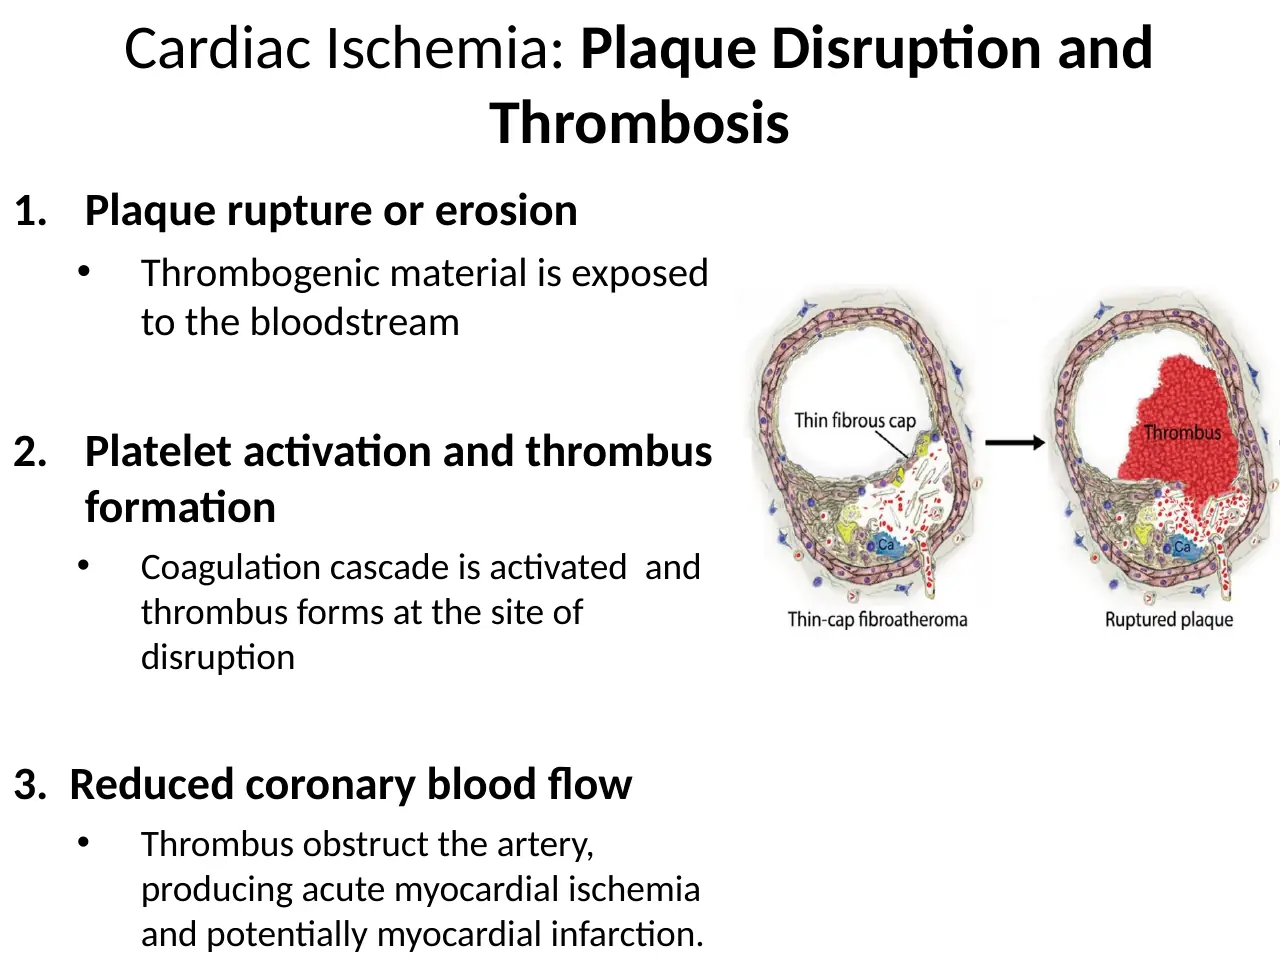 Cardiac Ischemia: Plaque Disruption and
Thrombosis
1. Plaque rupture or erosion
• Thrombogenic material is exposed
to the bloodstream
2. Platelet activation and thrombus
formation
• Coagulation cascade is activated  and
thrombus forms at the site of
disruption
3. Reduced coronary blood flow
• Thrombus obstruct the artery,
producing acute myocardial ischemia
and potentially myocardial infarction.
Thin fibrous cap
Ca
Thin-cap fibroatheroma
Thrombus
Ca
Ruptured plaque